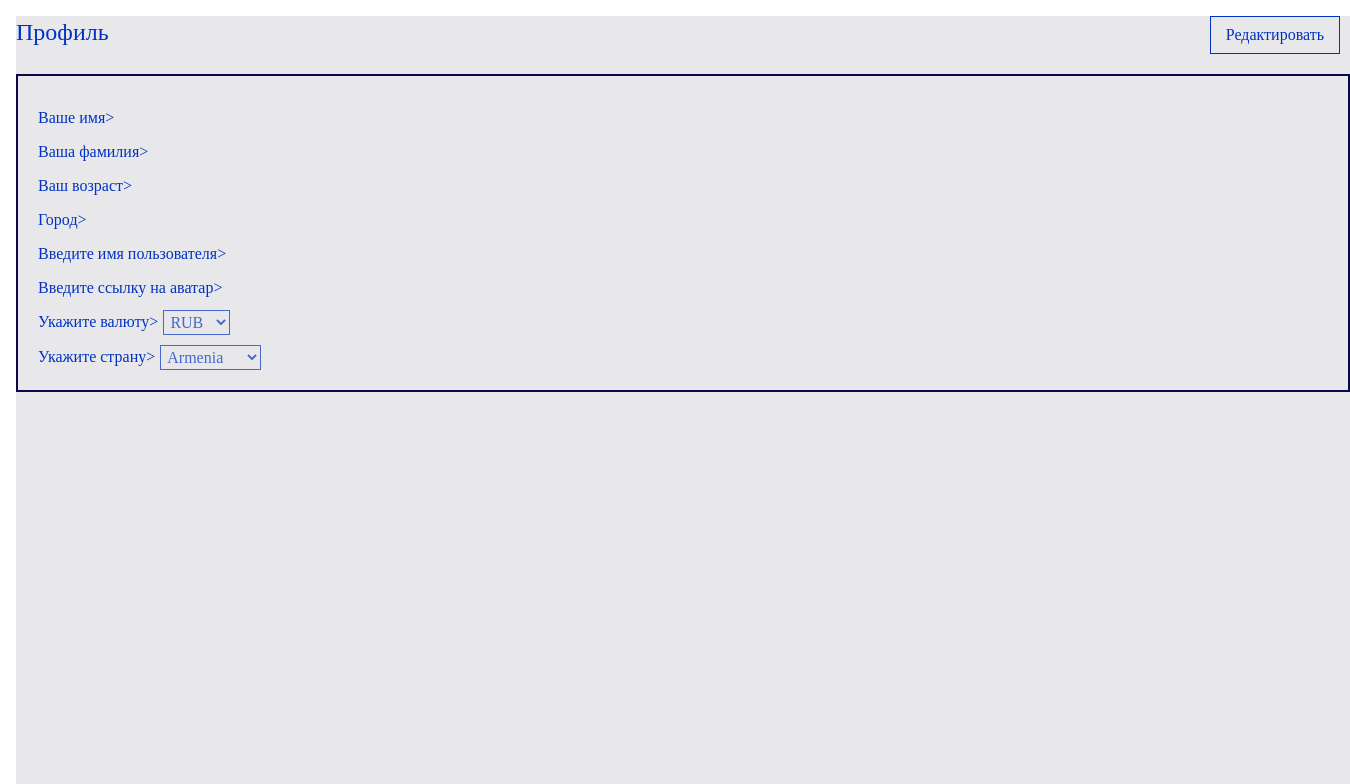 Профиль
Редактировать
Ваше имя>
Ваша фамилия>
Ваш возраст>
Город>
Введите имя пользователя>
Введите ссылку на аватар>
Укажите валюту> RUB
Укажите страну> Armenia